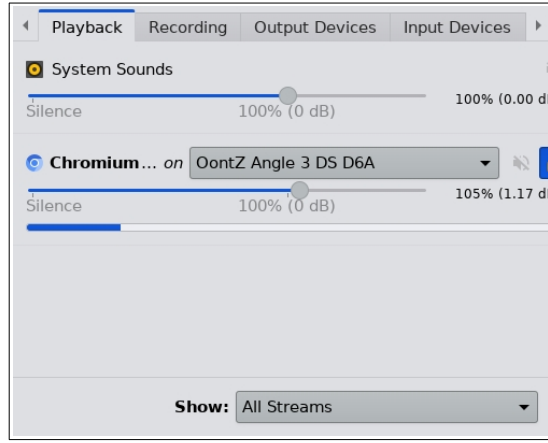 Playback Recording Output Devices Input Devices
System Sounds
100% (0.00 d
Silence 100% (0 dB)
Chromium... on OontZ Angle 3 DS D6A
105% (1.17 d
Silence 100% (0 dB)
Show: All Streams